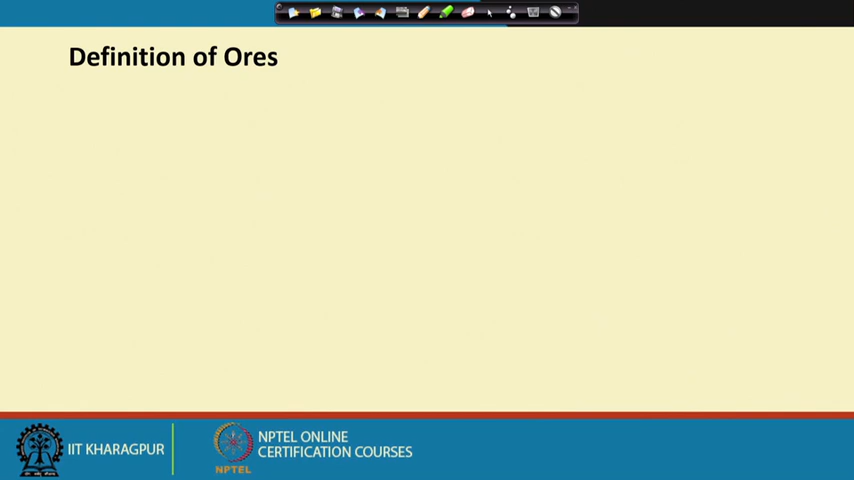 Definition of Ores
IIT KHARAGPUR
NPTEL
NPTEL ONLINE
CERTIFICATION COURSES